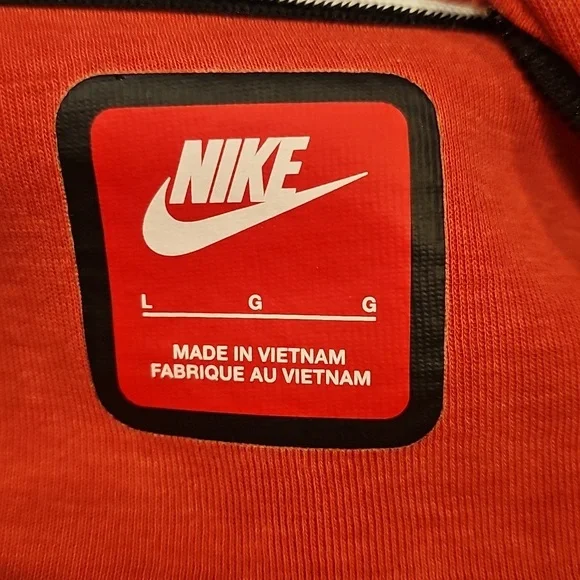 NIKE
L G G
MADE IN VIETNAM
FABRIQUE AU VIETNAM